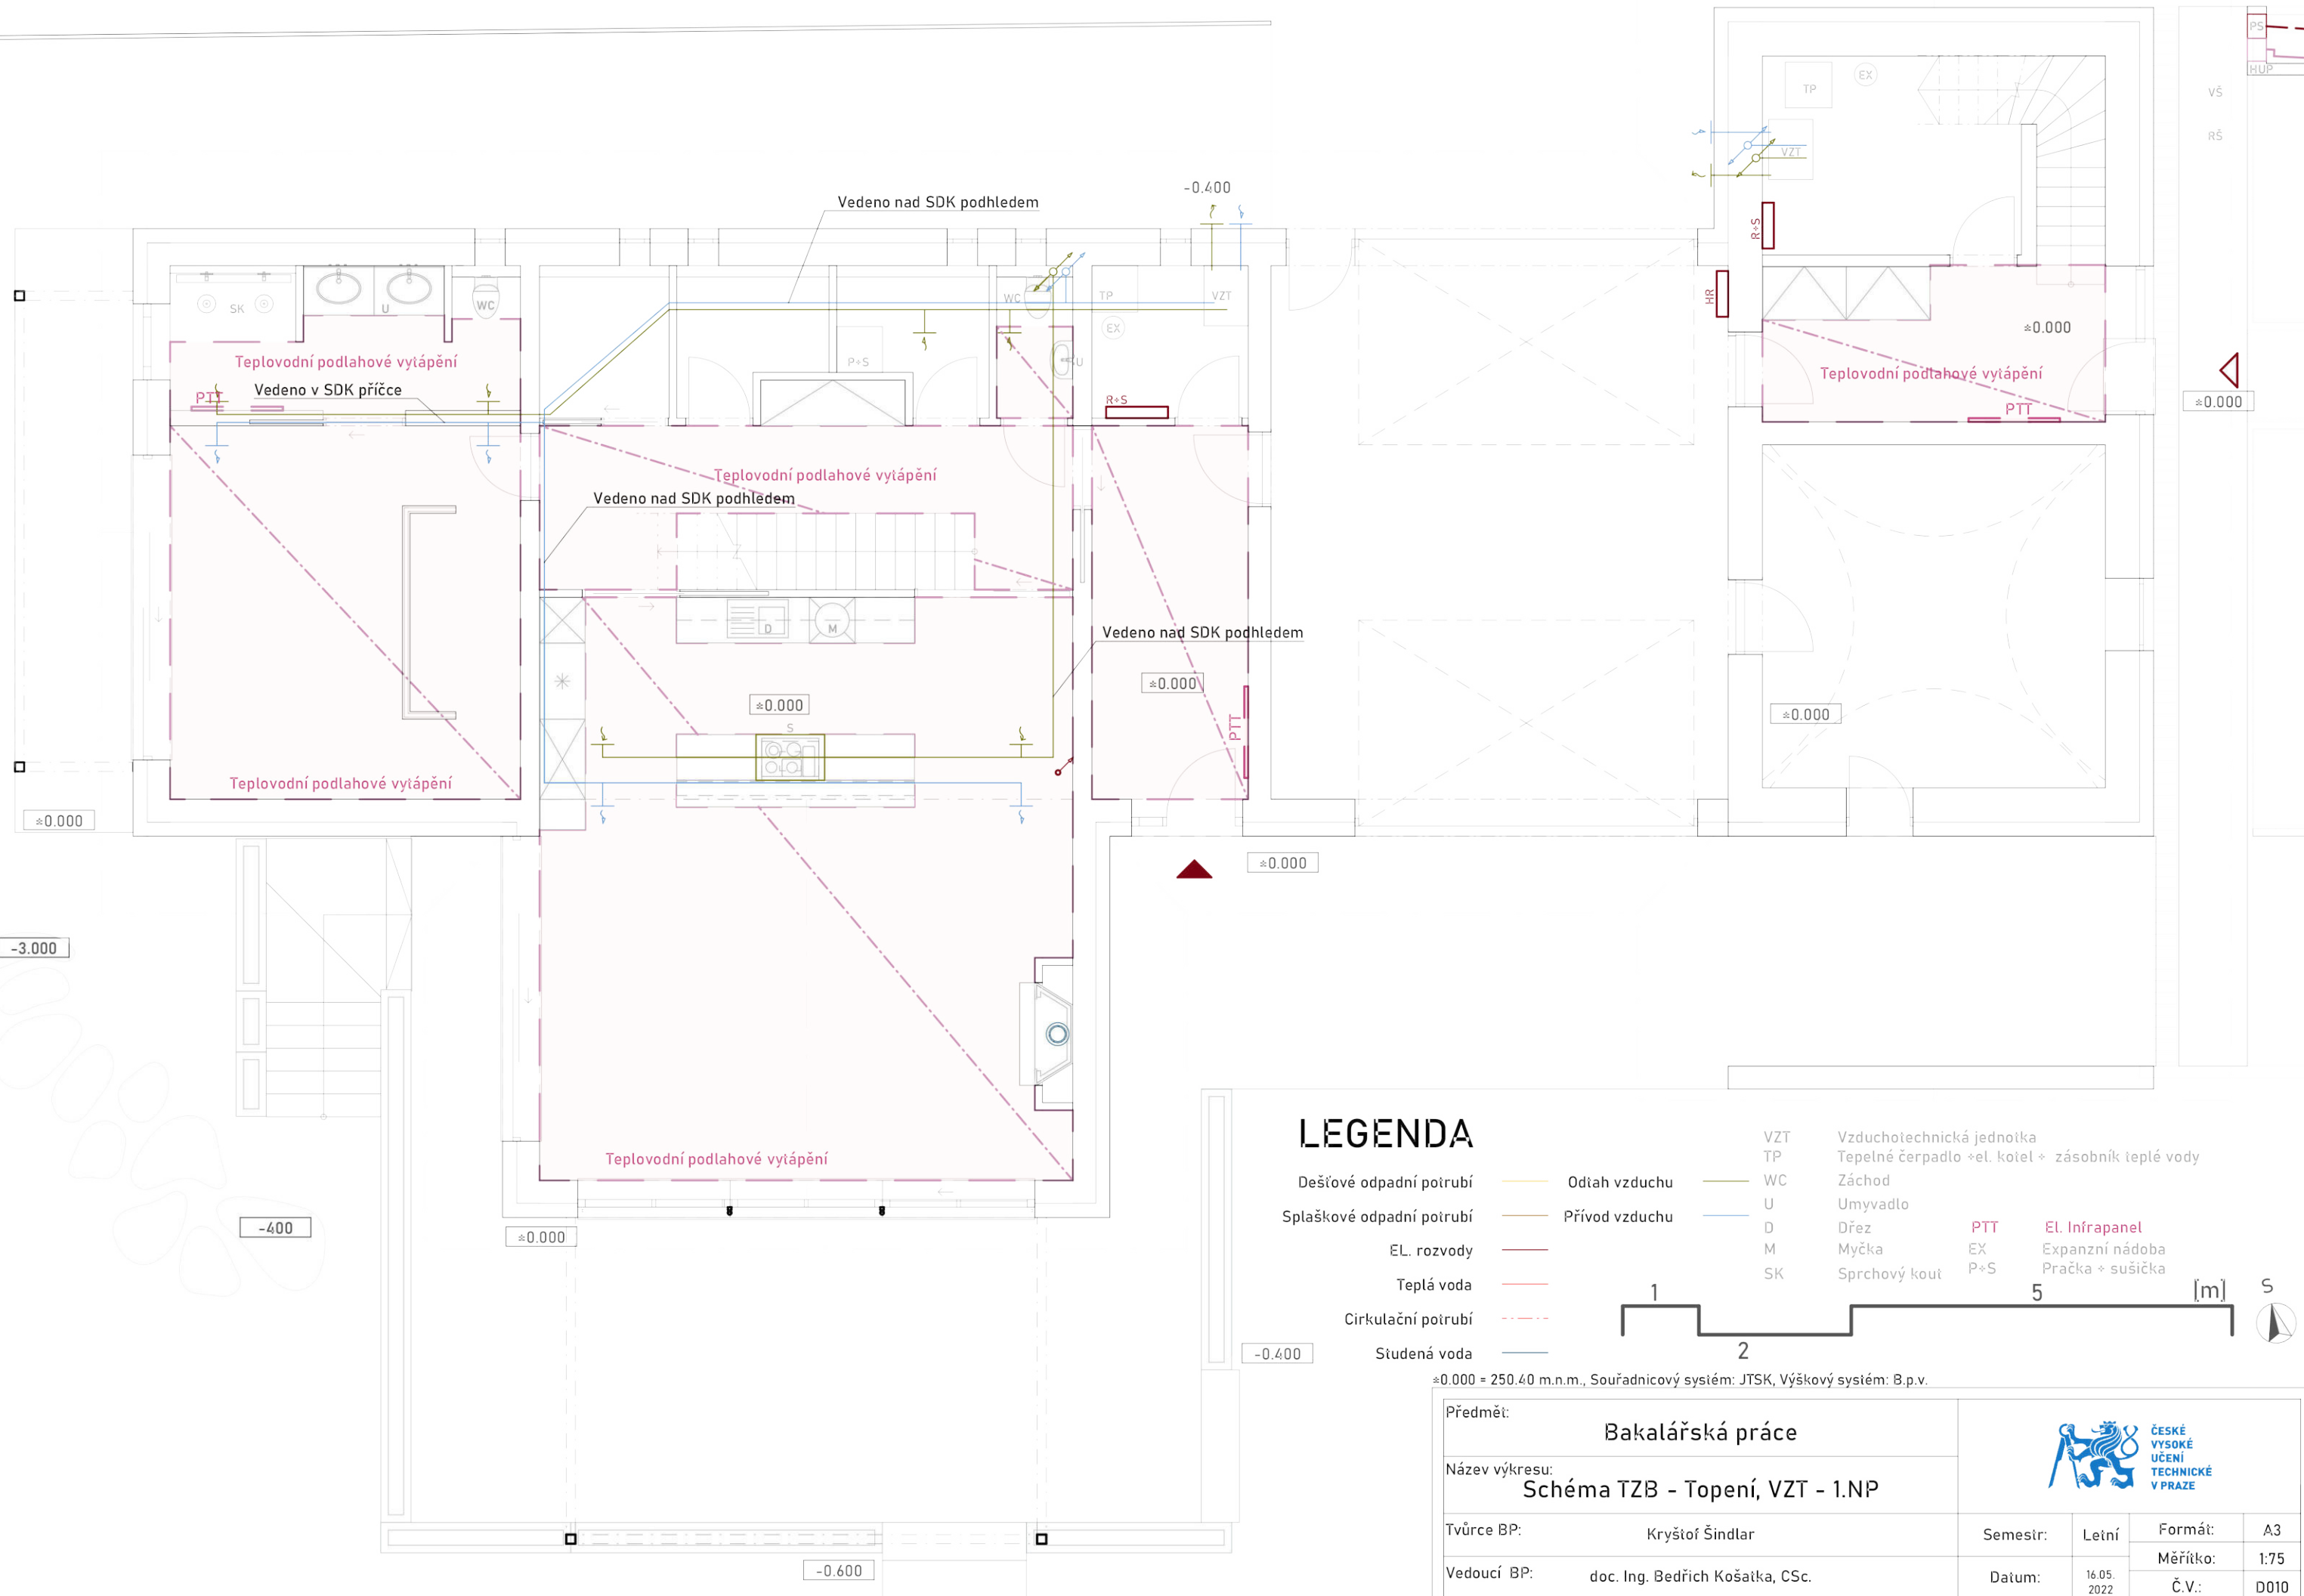 PS
HUP
TP
EX
VŠ
VZT
RŠ
-0.400
Vedeno nad SDK podhledem
R+S
SK
U
WC
WC
TP
VZT
EX
HR
±0.000
Teplovodní podlahové vytápění
P+S
U
Teplovodní podlahové vytápění
Vedeno v SDK příčce
PTT
R+S
PTT
±0.000
Teplovodní podlahové vytápění
Vedeno nad SDK podhledem
D
M
Vedeno nad SDK podhledem
±0.000
±0.000
S
PTT
±0.000
Teplovodní podlahové vytápění
±0.000
±0.000
-3.000
Teplovodní podlahové vytápění
-400
±0.000
-0.400
-0.600
LEGENDA
Dešťové odpadní potrubí
Splaškové odpadní potrubí
EL. rozvody
Teplá voda
Cirkulační potrubí
Studená voda
Odtah vzduchu
Přívod vzduchu
VZT Vzduchotechnická jednotka
TP Tepelné čerpadlo +el. kotel + zásobník teplé vody
WC Záchod
U Umyvadlo
D Dřez
M Myčka
SK Sprchový kout
PTT El. Infrapanel
EX Expanzní nádoba
P+S Pračka + sušička
1
2
5
[m]
S
±0.000 = 250.40 m.n.m., Souřadnicový systém: JTSK, Výškový systém: B.p.v.
Předmět:
Bakalářská práce
Název výkresu:
Schéma TZB - Topení, VZT - 1.NP
ČESKÉ
VYSOKÉ
UČENÍ
TECHNICKÉ
V PRAZE
Tvůrce BP: Kryštof Šindlar
Semestr: Letní
Formát: A3
Měřítko: 1:75
Vedoucí BP: doc. Ing. Bedřich Košatka, CSc.
Datum: 16.05.
2022
Č.V.: D010